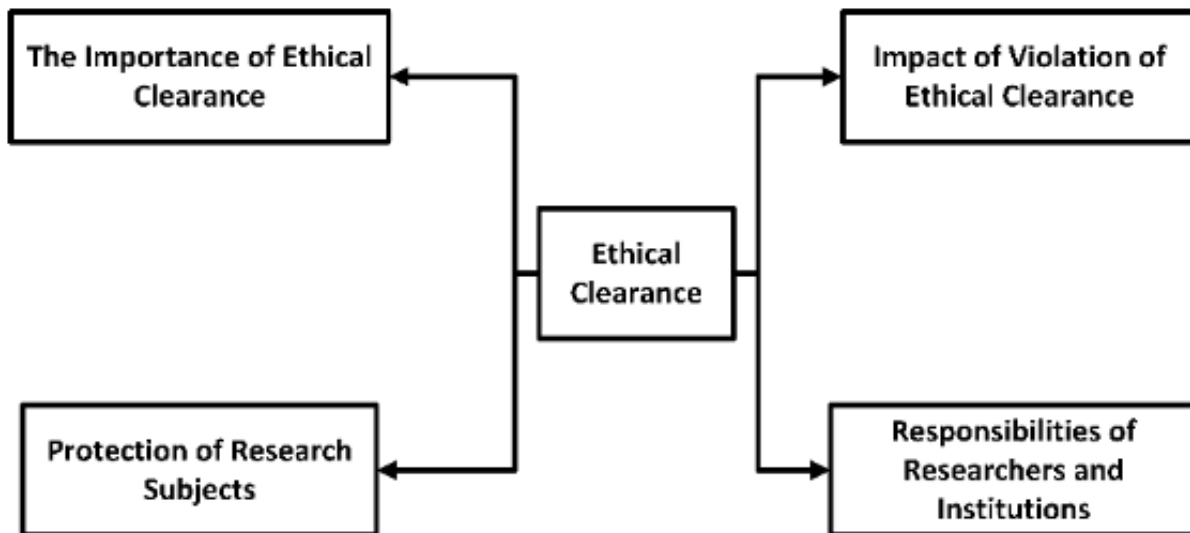 The Importance of Ethical
Clearance
Impact of Violation of
Ethical Clearance
Ethical
Clearance
Protection of Research
Subjects
Responsibilities of
Researchers and
Institutions